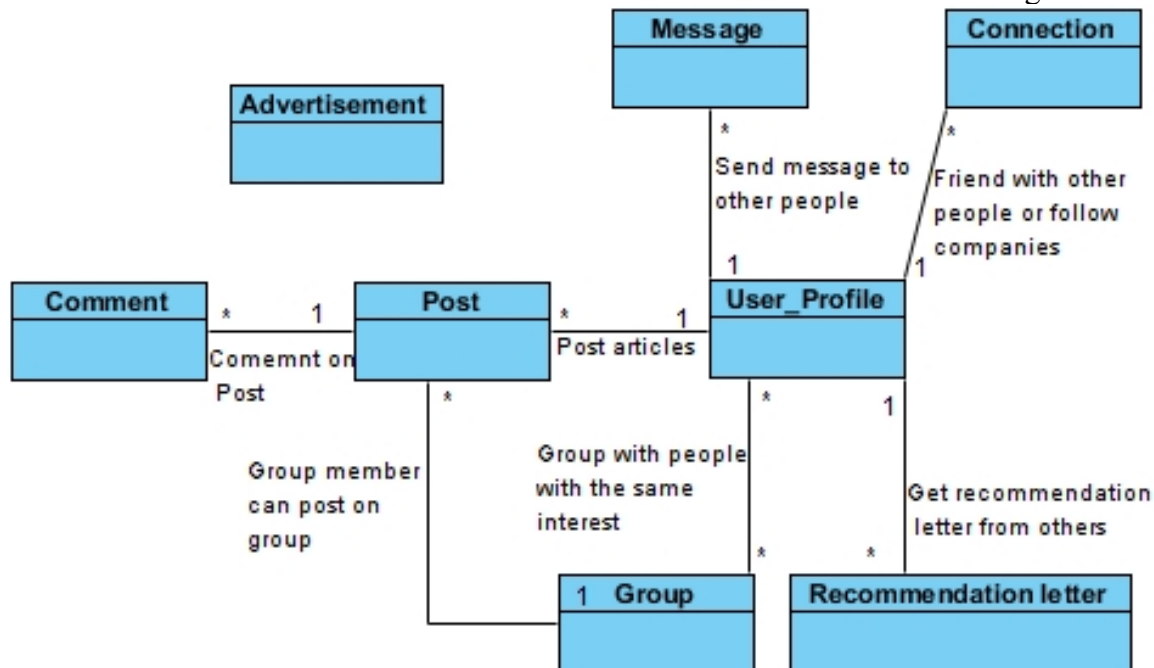 Message
Connection
Advertisement
*
Send message to
other people
1
*
Friend with other
people or follow
companies
1
Comment
Post
User_Profile
* 1
Comemnt on
Post
* 1
Post articles
*
Group member
can post on
group
1
*
Group with people
with the same
interest
*
1
Get recommendation
letter from others
*
Group
Recommendation letter